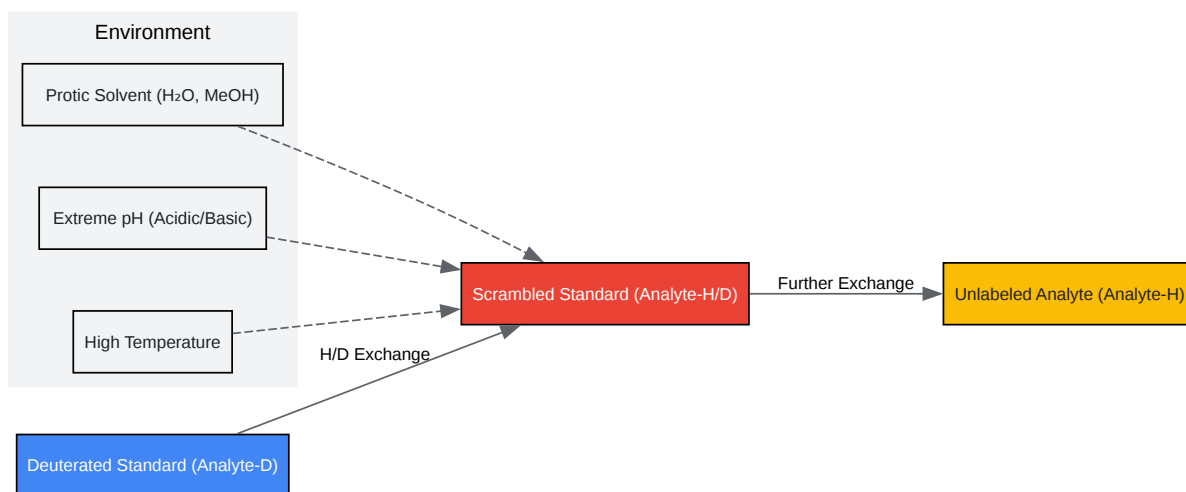 Environment
Protic Solvent (H₂O, MeOH)
Extreme pH (Acidic/Basic)
High Temperature
H/D Exchange
Deuterated Standard (Analyte-D)
Scrambled Standard (Analyte-H/D)
Further Exchange
Unlabeled Analyte (Analyte-H)